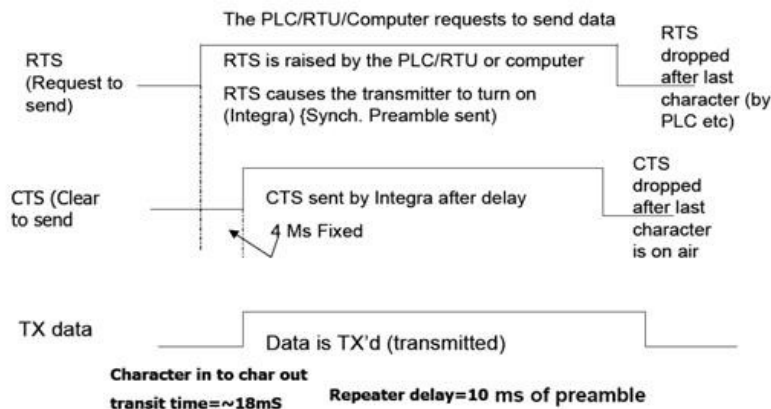 The PLC/RTU/Computer requests to send data
RTS
(Request to
send)
RTS is raised by the PLC/RTU or computer
RTS causes the transmitter to turn on
(Integra) {Synch. Preamble sent)
RTS
dropped
after last
character (by
PLC etc)
CTS (Clear
to send
CTS sent by Integra after delay
4 Ms Fixed
CTS
dropped
after last
character
is on air
TX data
Data is TX'd (transmitted)
Character in to char out
transit time=~18mS
Repeater delay=10 ms of preamble